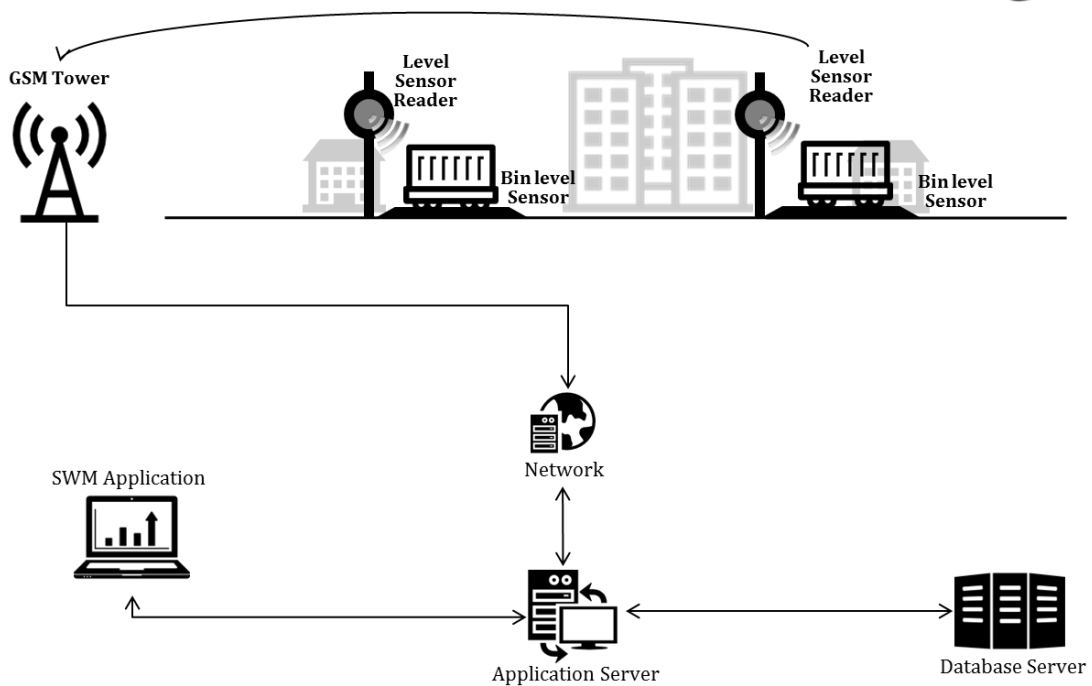 GSM Tower
Level
Sensor
Reader
Bin level
Sensor
Level
Sensor
Reader
Bin level
Sensor
Network
SWM Application
Application Server
Database Server